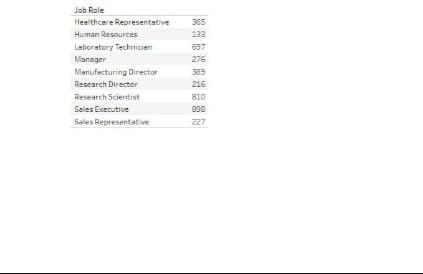 Job Role
Healthcare Representative 365
Human Resources 133
Laboratory Technician 697
Manager 276
Manufacturing Director 389
Research Director 216
Research Scientist 810
Sales Executive 898
Sales Representative 227